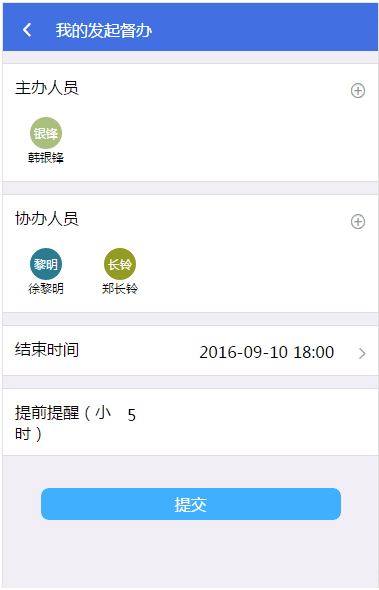 我的发起督办
主办人员
银锋
韩银锋
协办人员
黎明 长铃
徐黎明 郑长铃
结束时间 2016-09-10 18:00
提前提醒（小 5
时）
提交